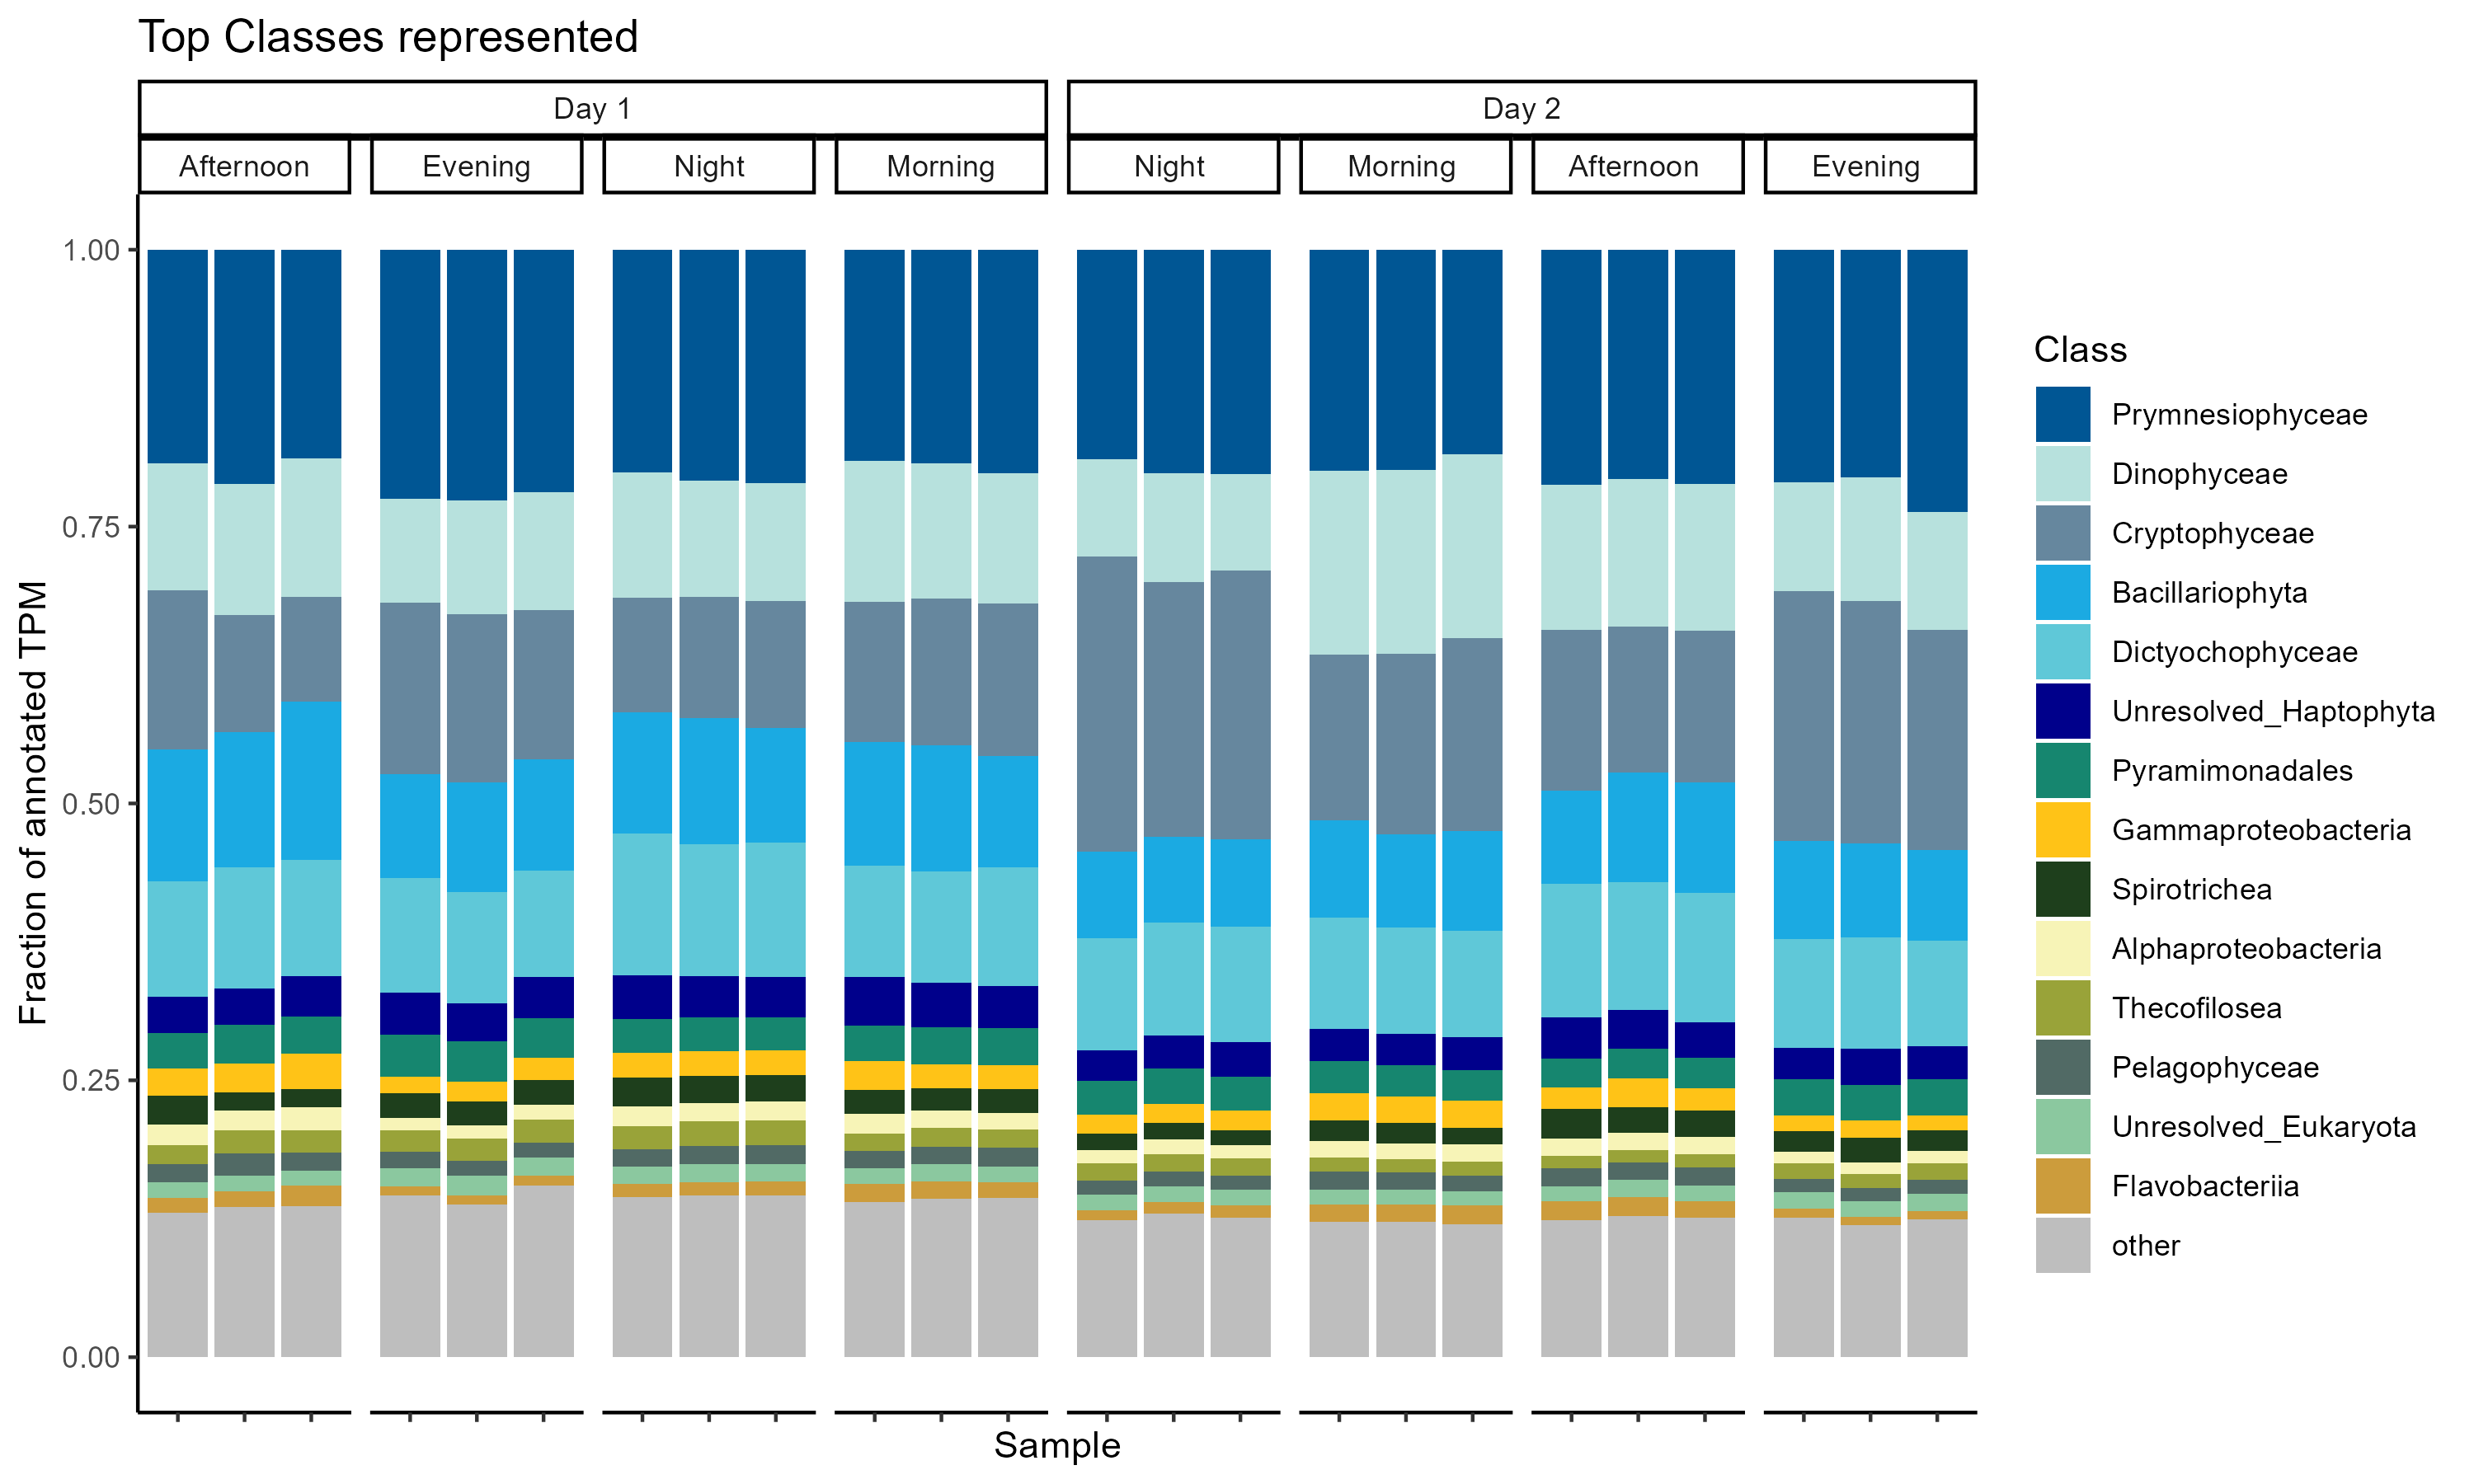 Top Classes represented
Day 1
Day 2
Afternoon
Evening
Night
Morning
Night
Morning
Afternoon
Evening
1.00
0.75
0.50
0.25
0.00
Fraction of annotated TPM
Sample
Class
Prymnesiophyceae
Dinophyceae
Cryptophyceae
Bacillariophyta
Dictyochophyceae
Unresolved_Haptophyta
Pyramimonadales
Gammaproteobacteria
Spirotrichea
Alphaproteobacteria
Thecofilosea
Pelagophyceae
Unresolved_Eukaryota
Flavobacteriia
other